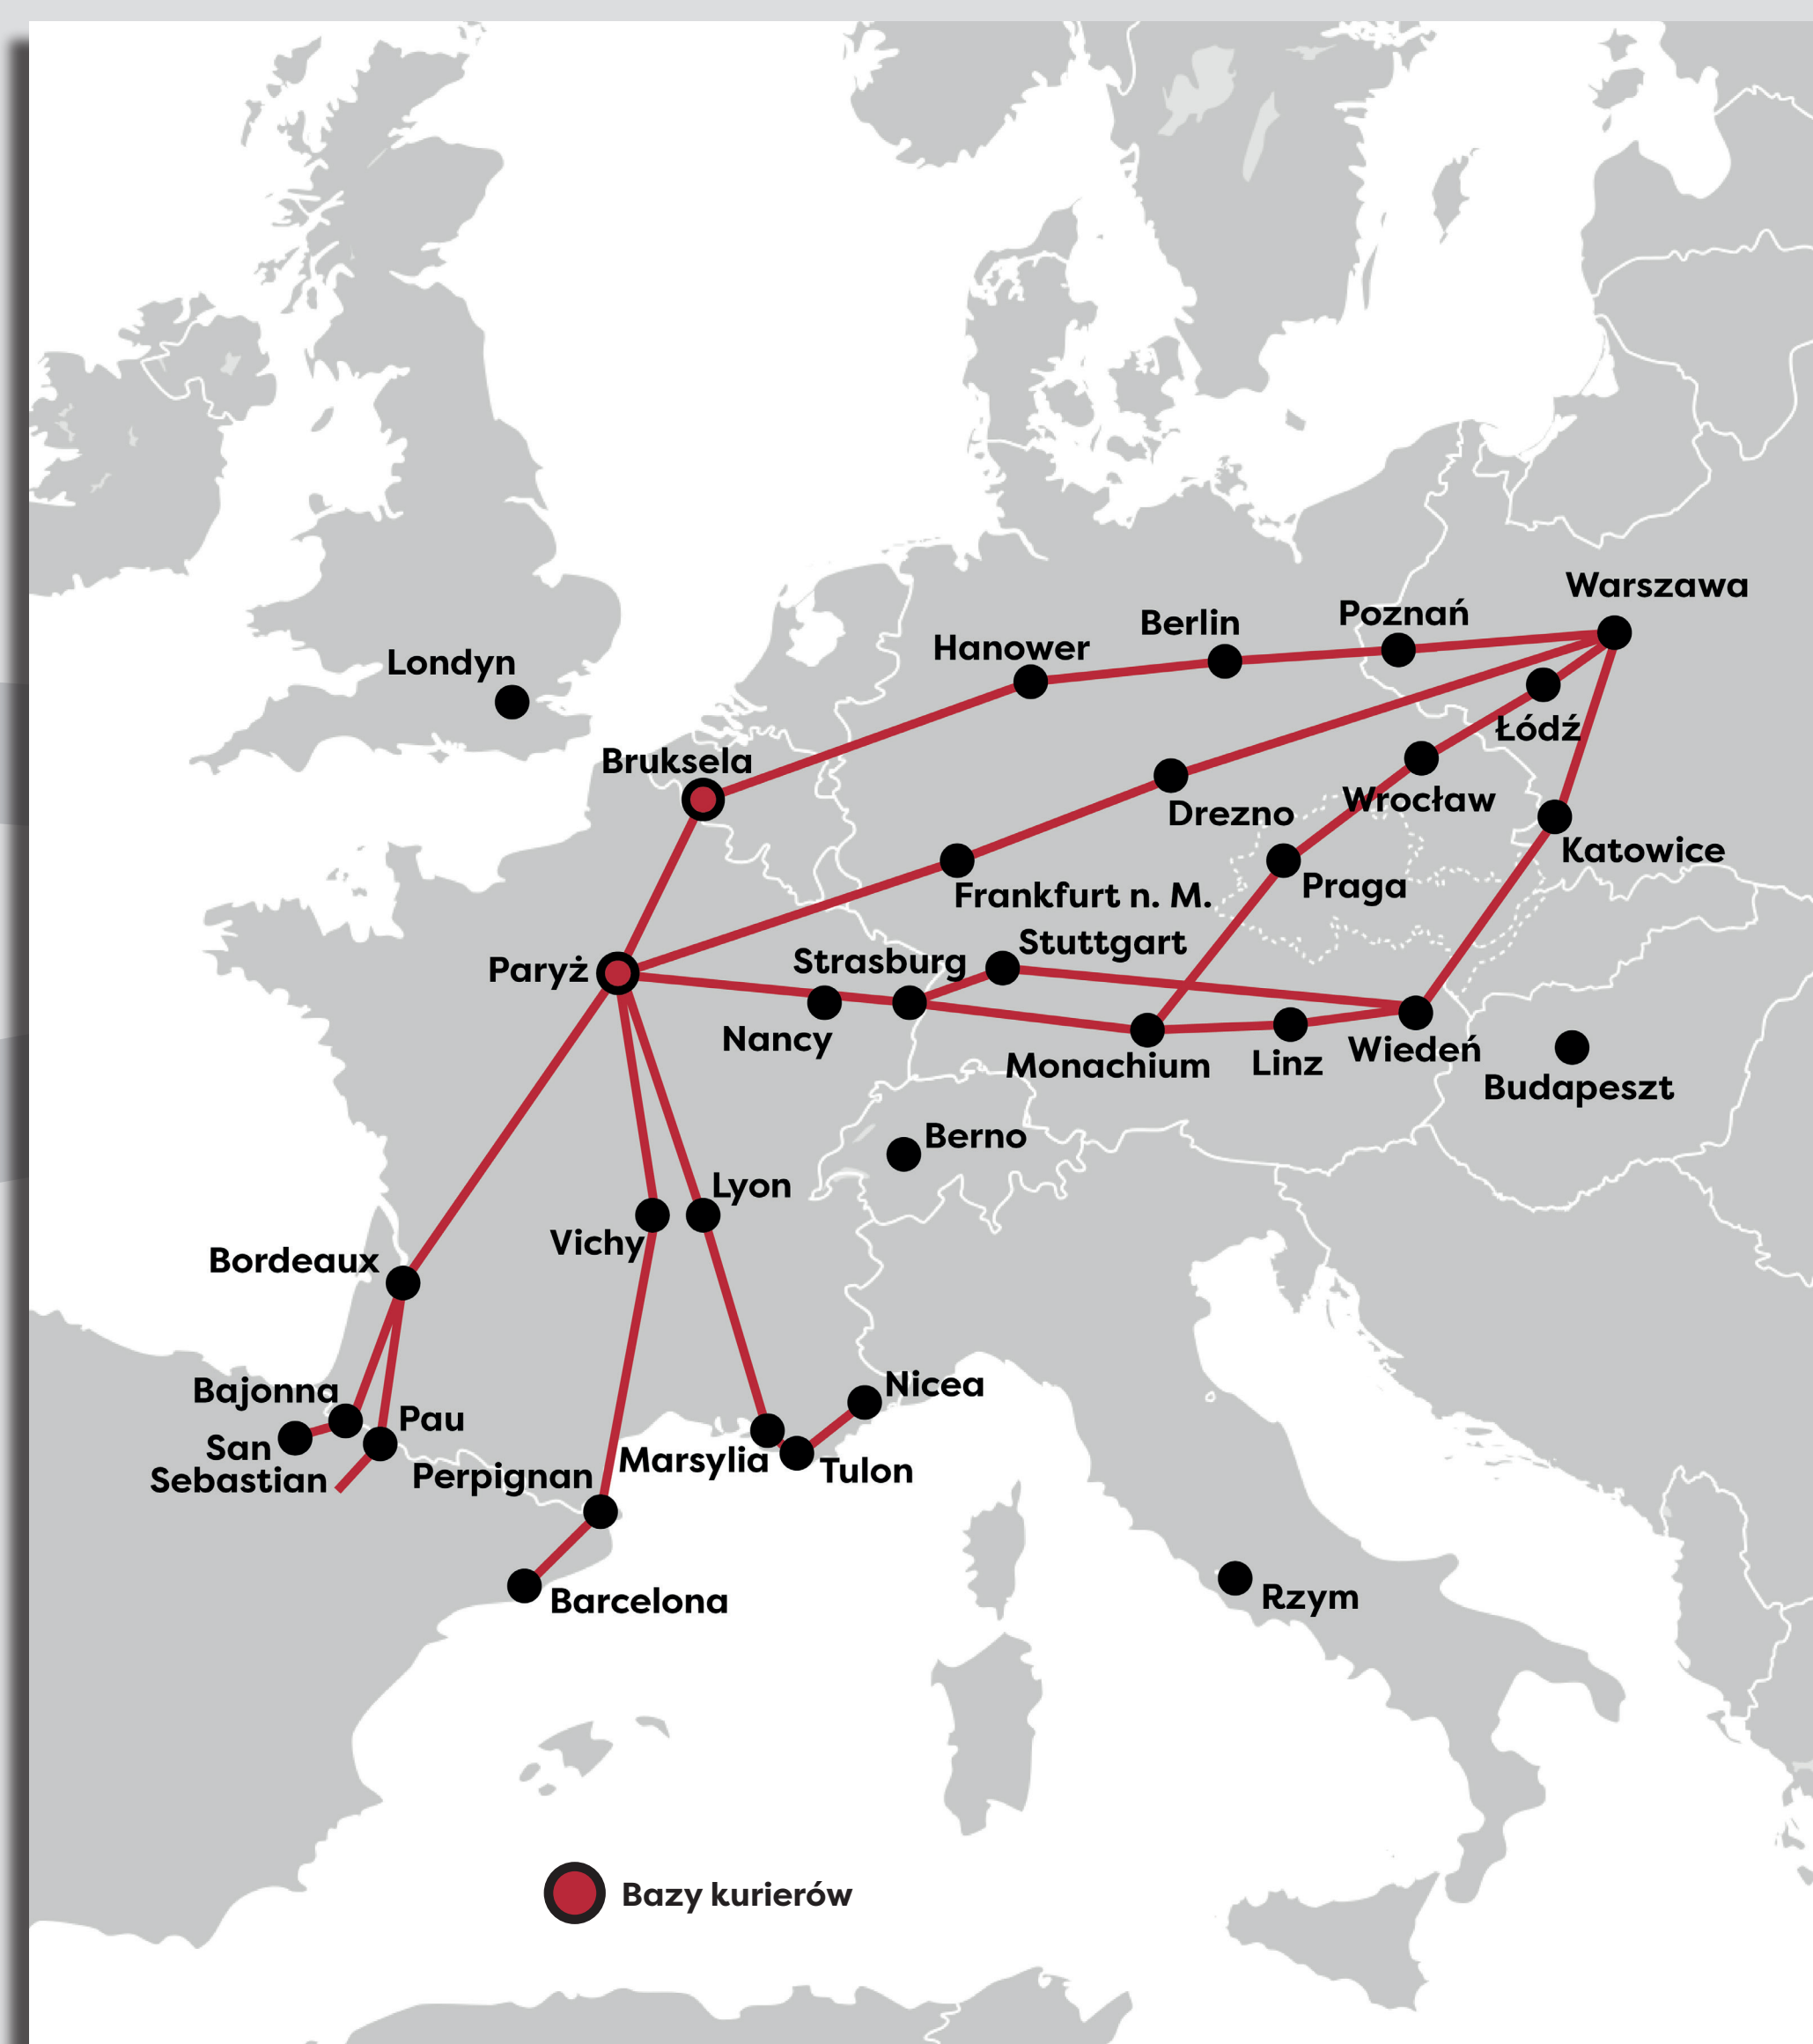 Warszawa
Poznań
Berlin
Hanower
Londyn
Łódź
Bruksela
Wrocław
Drezno
Katowice
Praga
Frankfurt n. M.
Stuttgart
Strasburg
Paryż
Nancy
Wiedeń
Linz
Monachium
Budapeszt
Berno
Lyon
Vichy
Bordeaux
Nicea
Bajonna
Pau
San
Sebastian
Marsylia
Tulon
Perpignan
Barcelona
Rzym
Bazy kurierów